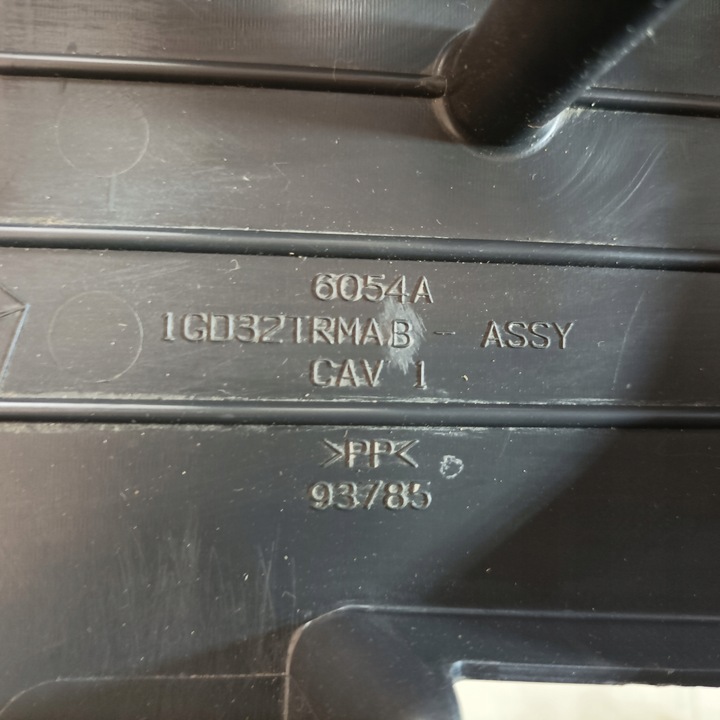 6054A
1GD32TRMAB - ASSY
CAV 1
>PP<
93785